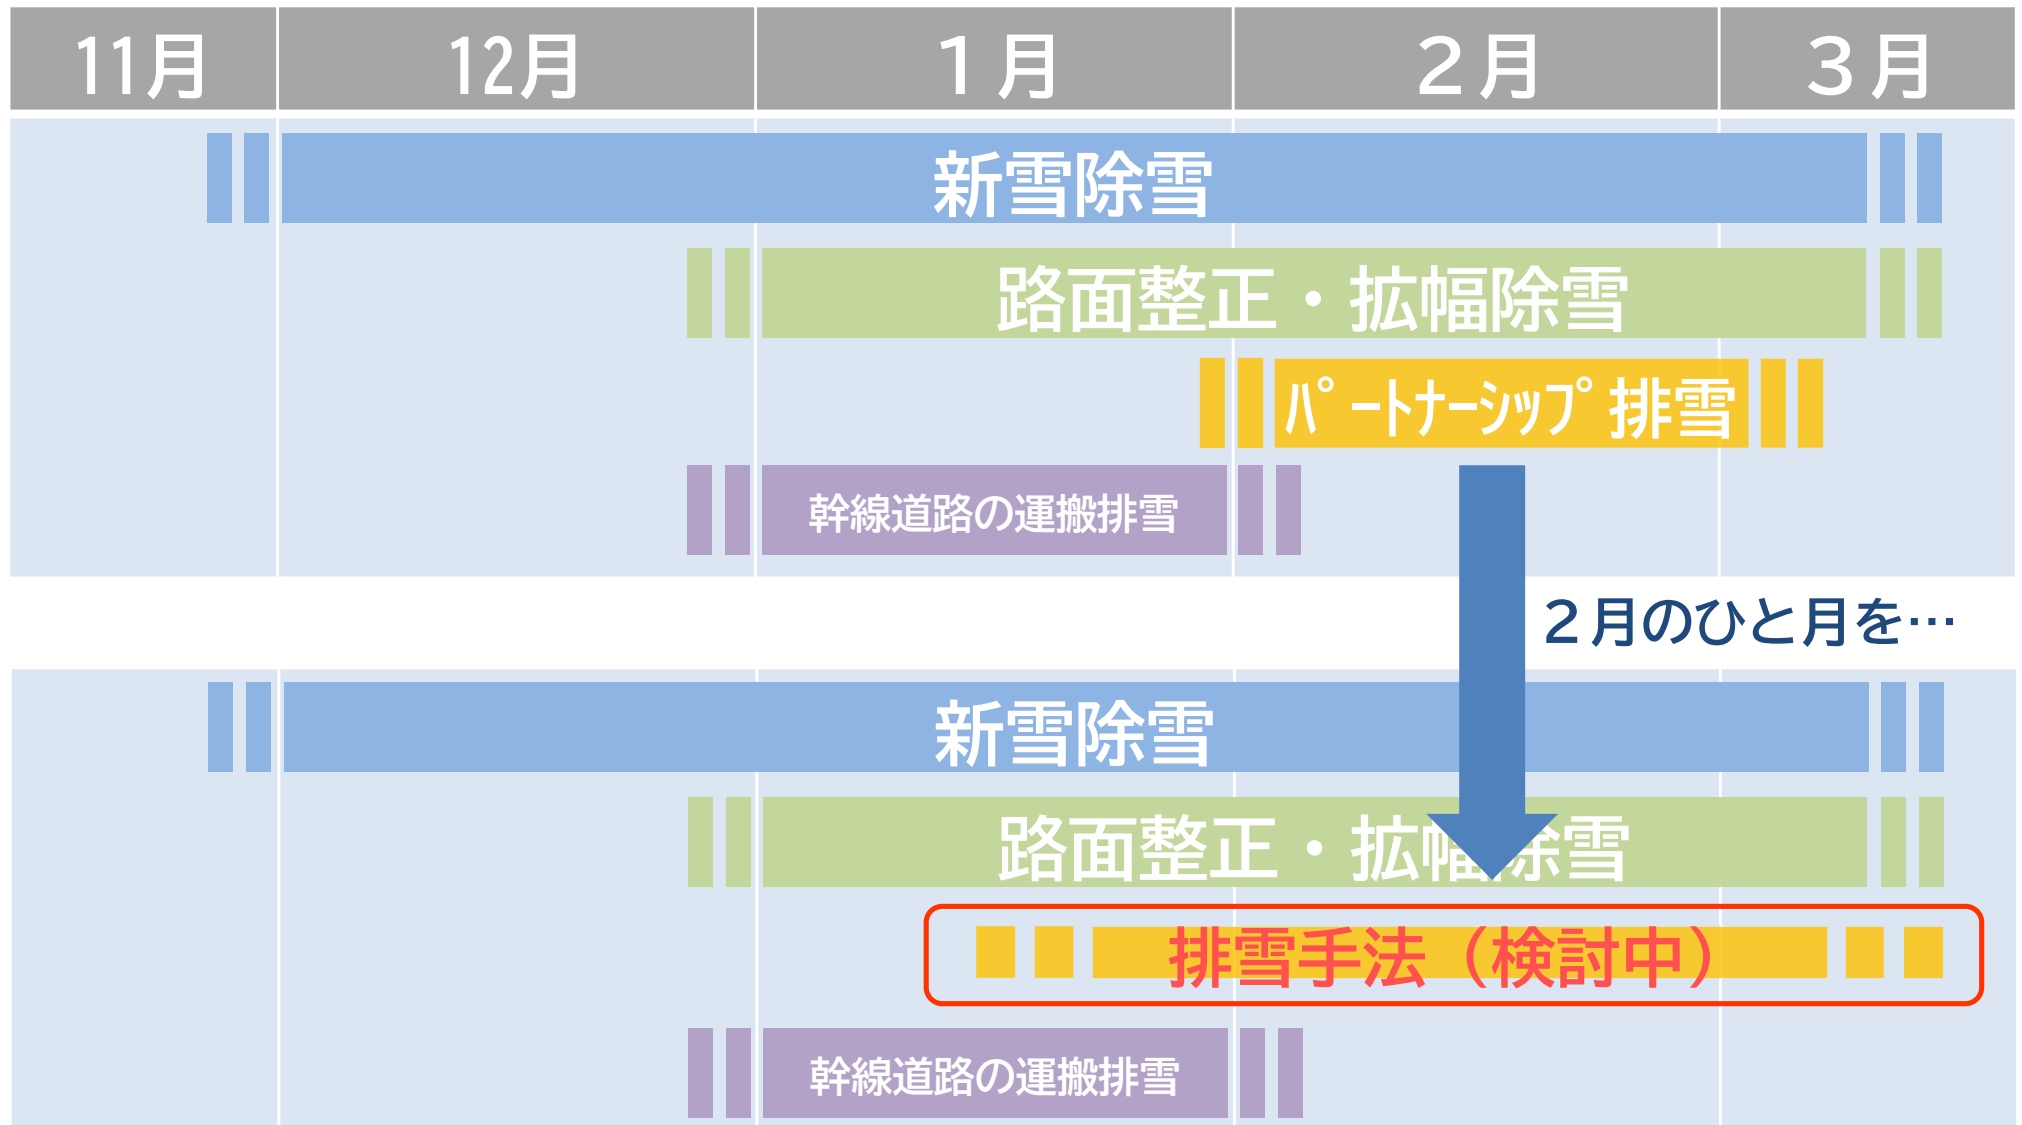 11月 12月 1月 2月 3月
新雪除雪
路面整正・拡幅除雪
ﾊﾟｰﾄﾅｰｼｯﾌﾟ排雪
幹線道路の運搬排雪
２月のひと月を…
新雪除雪
路面整正・拡幅除雪
排雪手法（検討中）
幹線道路の運搬排雪